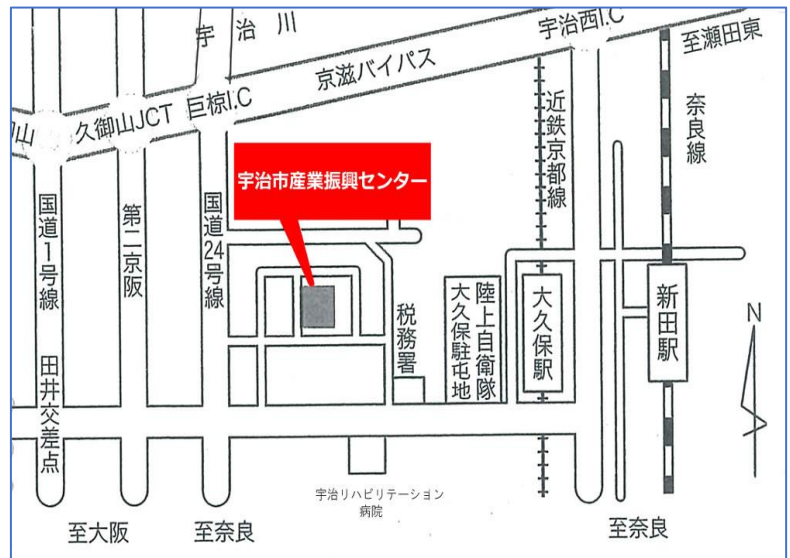 宇治川
宇治西I.C
至瀬田東
京滋バイパス
巨椋I.C
久御山JCT
山
近鉄京都線
奈良線
宇治市産業振興センター
国道1号線
第二京阪
国道24号線
税務署
陸上自衛隊
大久保駐屯地
大久保駅
新田駅
N
田井交差点
宇治リハビリテーション
病院
至大阪
至奈良
至奈良